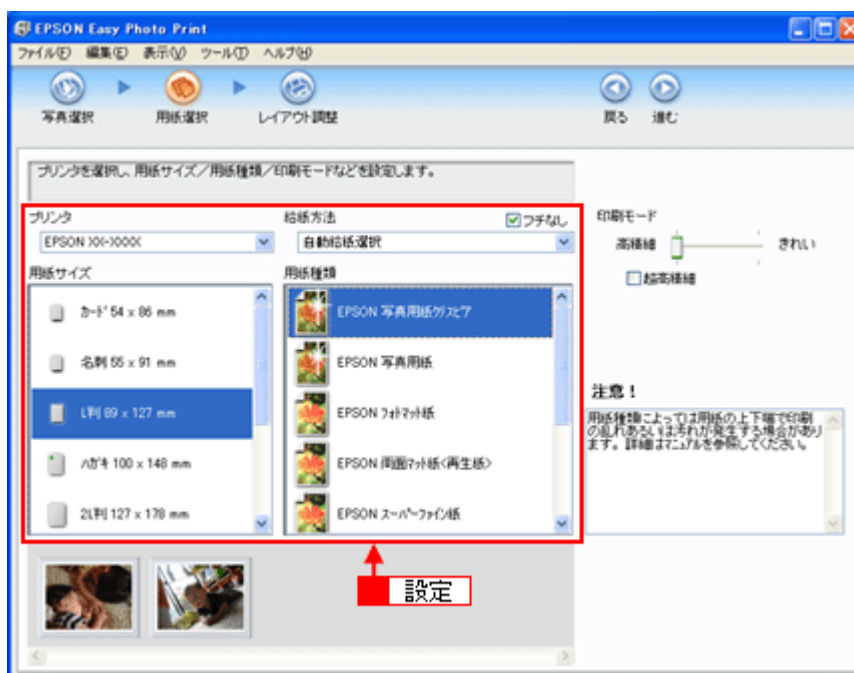 EPSON Easy Photo Print
ファイル(F) 編集(E) 表示(V) ツール(T) ヘルプ(H)
写真選択 用紙選択 レイアウト調整 戻る 進む
プリンタを選択し、用紙サイズ/用紙種類/印刷モードなどを設定します。
プリンタ 給紙方法 フチなし 印刷モード
EPSON XX-XXXX 自動給紙選択 高精細 きれい
用紙サイズ 用紙種類 超高精細
カード 54 x 86 mm EPSON 写真用紙クリスピア
名刺 55 x 91 mm EPSON 写真用紙
L判 89 x 127 mm EPSON フォトマット紙
ハガキ 100 x 148 mm EPSON 両面マット紙<再生紙>
2L判 127 x 178 mm EPSON スーパーファイン紙
注意!
用紙種類によっては用紙の上下端で印刷
の乱れあるいは汚れが発生する場合があり
ます。詳細はマニュアルを参照してください。
設定